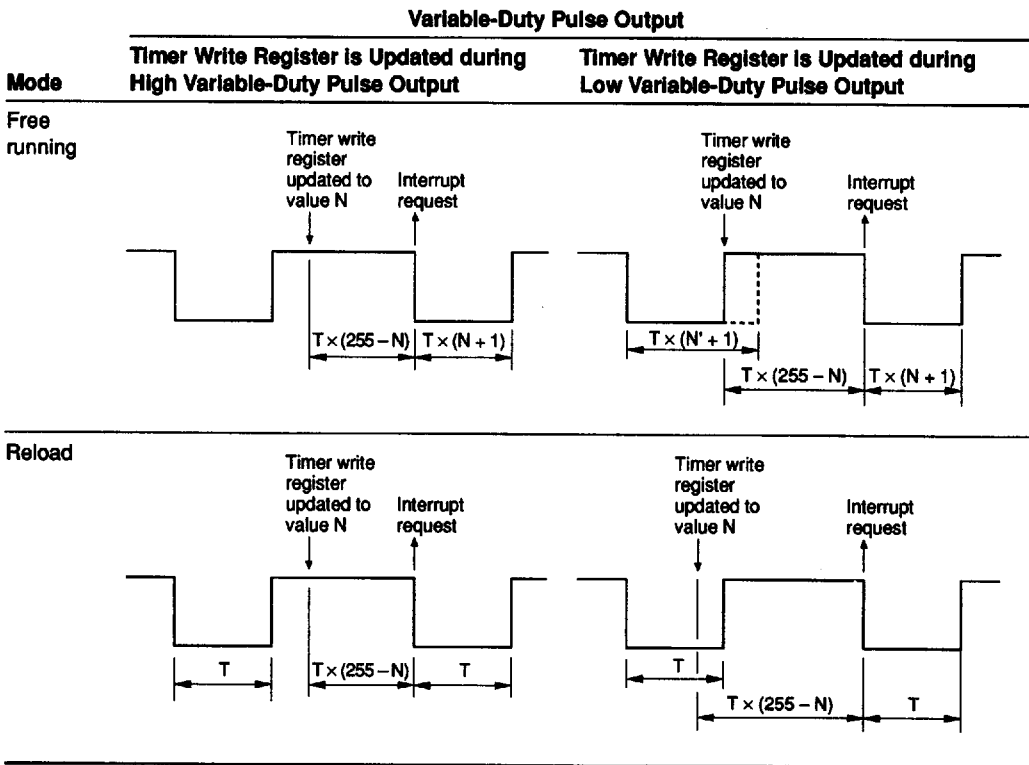 Variable-Duty Pulse Output
Timer Write Register is Updated during
High Variable-Duty Pulse Output
Timer Write Register is Updated during
Low Variable-Duty Pulse Output
Mode
Free
running
Timer write
register
updated to
value N
Interrupt
request
T × (255 – N)
T × (N + 1)
Timer write
register
updated to
value N
Interrupt
request
T × (N' + 1)
T × (255 – N)
T × (N + 1)
Reload
Timer write
register
updated to
value N
Interrupt
request
T
T × (255 – N)
T
Timer write
register
updated to
value N
Interrupt
request
T
T × (255 – N)
T